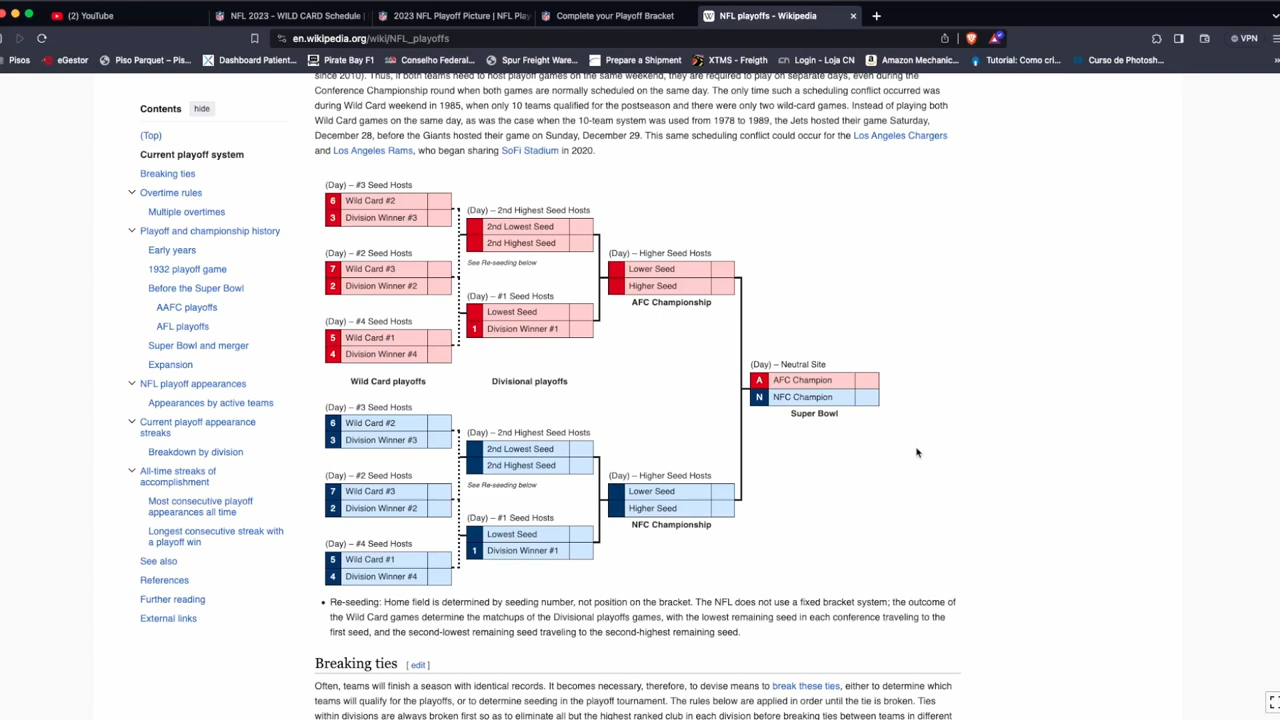 (2) YouTube
NFL 2023 - WILD CARD Schedule |
2023 NFL Playoff Picture | NFL Play
Complete your Playoff Bracket
NFL playoffs - Wikipedia
en.wikipedia.org/wiki/NFL_playoffs
VPN
Pisos
eGestor
Piso Parquet – Pis...
Dashboard Patient...
Pirate Bay F1
Conselho Federal...
Spur Freight Ware...
Prepare a Shipment
XTMS - Freigth
Login - Loja CN
Amazon Mechanic...
Tutorial: Como cri...
Curso de Photosh...
since 2010). Thus, if both teams need to host playoff games on the same weekend, they are required to play on separate days, even during the
Conference Championship round when both games are normally scheduled on the same day. The only time such a scheduling conflict occurred was
during Wild Card weekend in 1985, when only 10 teams qualified for the postseason and there were only two wild-card games. Instead of playing both
Wild Card games on the same day, as was the case when the 10-team system was used from 1978 to 1989, the Jets hosted their game Saturday,
December 28, before the Giants hosted their game on Sunday, December 29. This same scheduling conflict could occur for the Los Angeles Chargers
and Los Angeles Rams, who began sharing SoFi Stadium in 2020.
Contents hide
(Top)
Current playoff system
Breaking ties
Overtime rules
Multiple overtimes
Playoff and championship history
Early years
1932 playoff game
Before the Super Bowl
AAFC playoffs
AFL playoffs
Super Bowl and merger
Expansion
NFL playoff appearances
Appearances by active teams
Current playoff appearance
streaks
Breakdown by division
All-time streaks of
accomplishment
Most consecutive playoff
appearances all time
Longest consecutive streak with
a playoff win
See also
References
Further reading
External links
(Day) – #3 Seed Hosts
6 Wild Card #2
3 Division Winner #3
(Day) – #2 Seed Hosts
7 Wild Card #3
2 Division Winner #2
(Day) – #4 Seed Hosts
5 Wild Card #1
4 Division Winner #4
Wild Card playoffs
(Day) – 2nd Highest Seed Hosts
2nd Lowest Seed
2nd Highest Seed
See Re-seeding below
(Day) – #1 Seed Hosts
Lowest Seed
1 Division Winner #1
Divisional playoffs
(Day) – Higher Seed Hosts
Lower Seed
Higher Seed
AFC Championship
(Day) – Neutral Site
A AFC Champion
N NFC Champion
Super Bowl
(Day) – #3 Seed Hosts
6 Wild Card #2
3 Division Winner #3
(Day) – #2 Seed Hosts
7 Wild Card #3
2 Division Winner #2
(Day) – #4 Seed Hosts
5 Wild Card #1
4 Division Winner #4
(Day) – 2nd Highest Seed Hosts
2nd Lowest Seed
2nd Highest Seed
See Re-seeding below
(Day) – #1 Seed Hosts
Lowest Seed
1 Division Winner #1
(Day) – Higher Seed Hosts
Lower Seed
Higher Seed
NFC Championship
• Re-seeding: Home field is determined by seeding number, not position on the bracket. The NFL does not use a fixed bracket system; the outcome of
the Wild Card games determine the matchups of the Divisional playoffs games, with the lowest remaining seed in each conference traveling to the
first seed, and the second-lowest remaining seed traveling to the second-highest remaining seed.
Breaking ties [ edit ]
Often, teams will finish a season with identical records. It becomes necessary, therefore, to devise means to break these ties, either to determine which
teams will qualify for the playoffs, or to determine seeding in the playoff tournament. The rules below are applied in order until the tie is broken. Ties
within divisions are always broken first so as to eliminate all but the highest ranked club in each division before breaking ties between teams in different